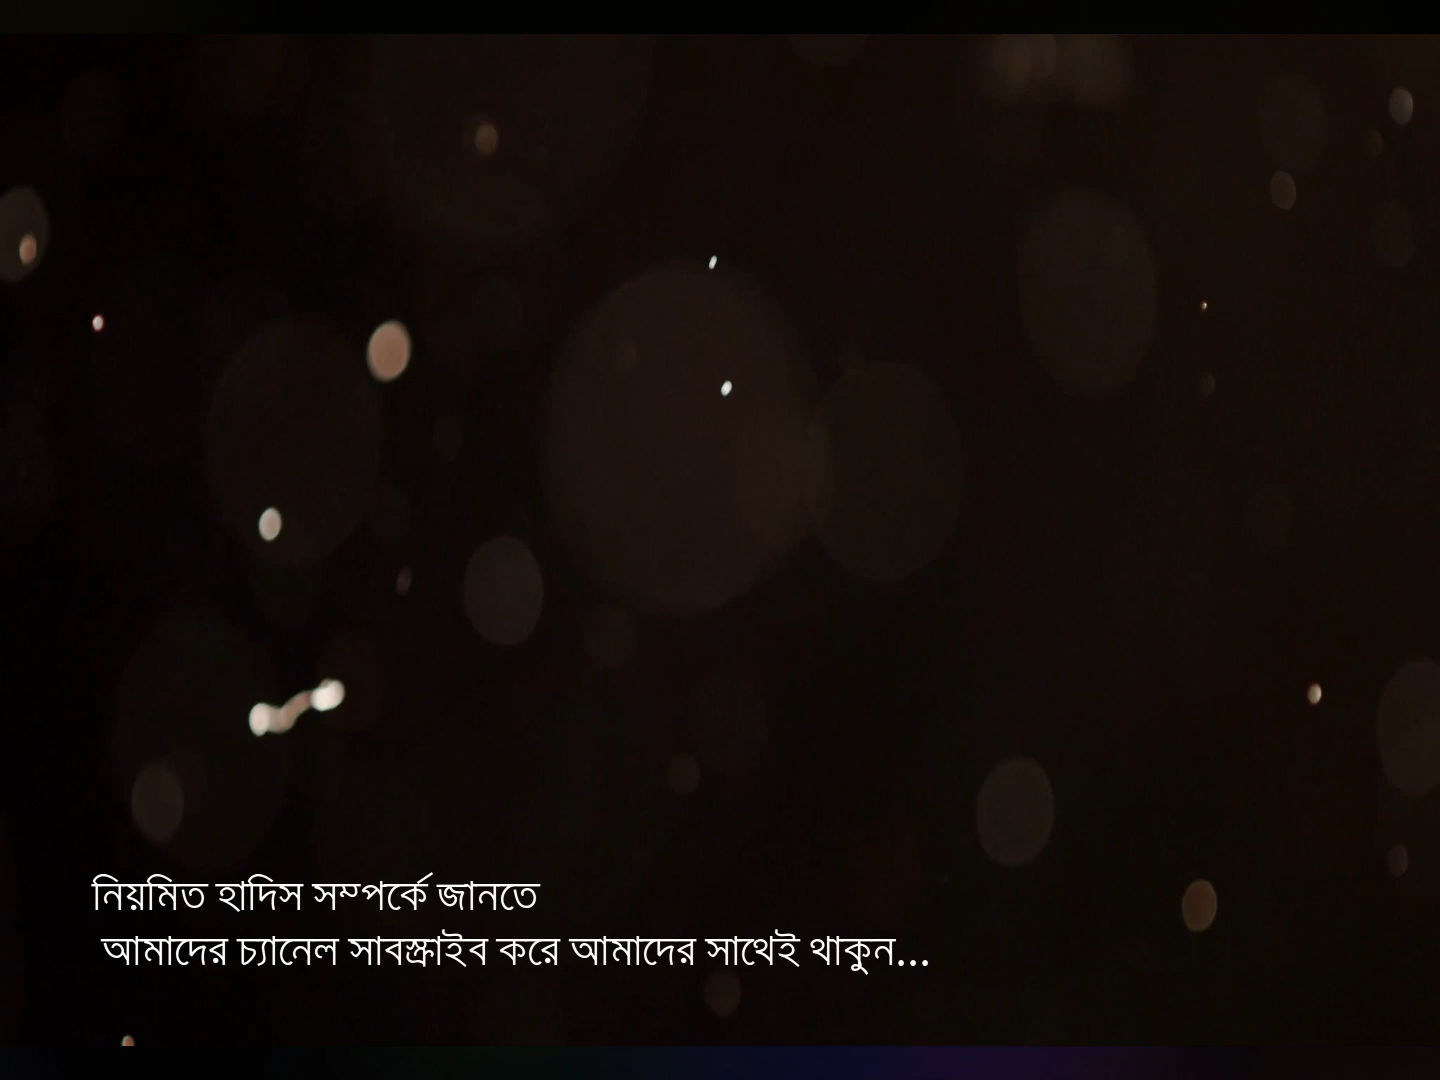 নিয়মিত হাদিস সম্পর্কে জানতে
আমাদের চ্যানেল সাবস্ক্রাইব করে আমাদের সাথেই থাকুন...